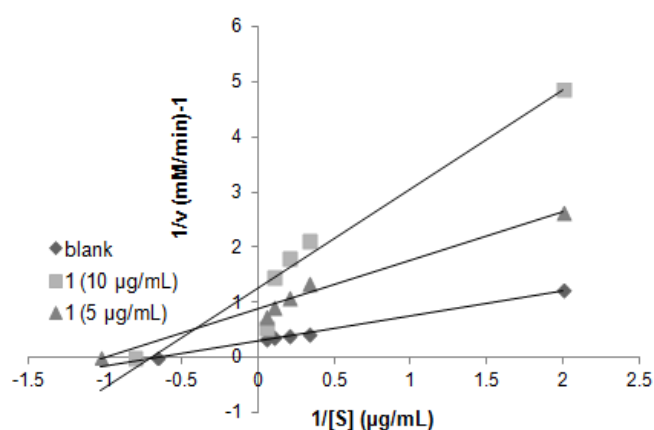 6
5
4
3
2
1
0
-1
1/v (mM/min)-1
blank
1 (10 µg/mL)
1 (5 µg/mL)
-1.5 -1 -0.5 0 0.5 1 1.5 2 2.5
1/[S] (µg/mL)